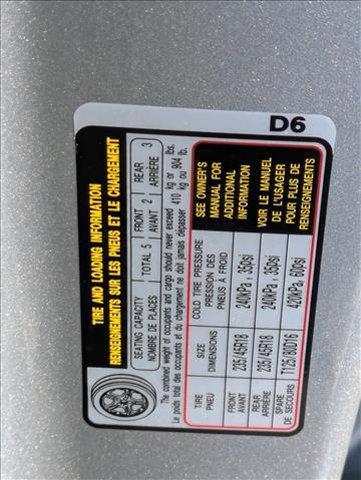 D6
TIRE AND LOADING INFORMATION
RENSEIGNEMENTS SUR LES PNEUS ET LE CHARGEMENT
SEATING CAPACITY TOTAL 5 FRONT 2 REAR 3
NOMBRE DE PLACES AVANT ARRIÈRE
The combined weight of occupants and cargo should never exceed 410 kg or 904 lbs.
Le poids total des occupants et du chargement ne doit jamais dépasser 410 kg ou 904 lb.
TIRE SIZE COLD TIRE PRESSURE
PNEU DIMENSIONS PRESSION DES PNEUS À FROID
FRONT 235/45R18 240kPa, 35psi
AVANT
REAR 235/45R18 240kPa, 35psi
ARRIÈRE
SPARE T125/80D16 420kPa, 60psi
DE SECOURS
SEE OWNER'S
MANUAL FOR
ADDITIONAL
INFORMATION
VOIR LE MANUEL
DE L'USAGER
POUR PLUS DE
RENSEIGNEMENTS